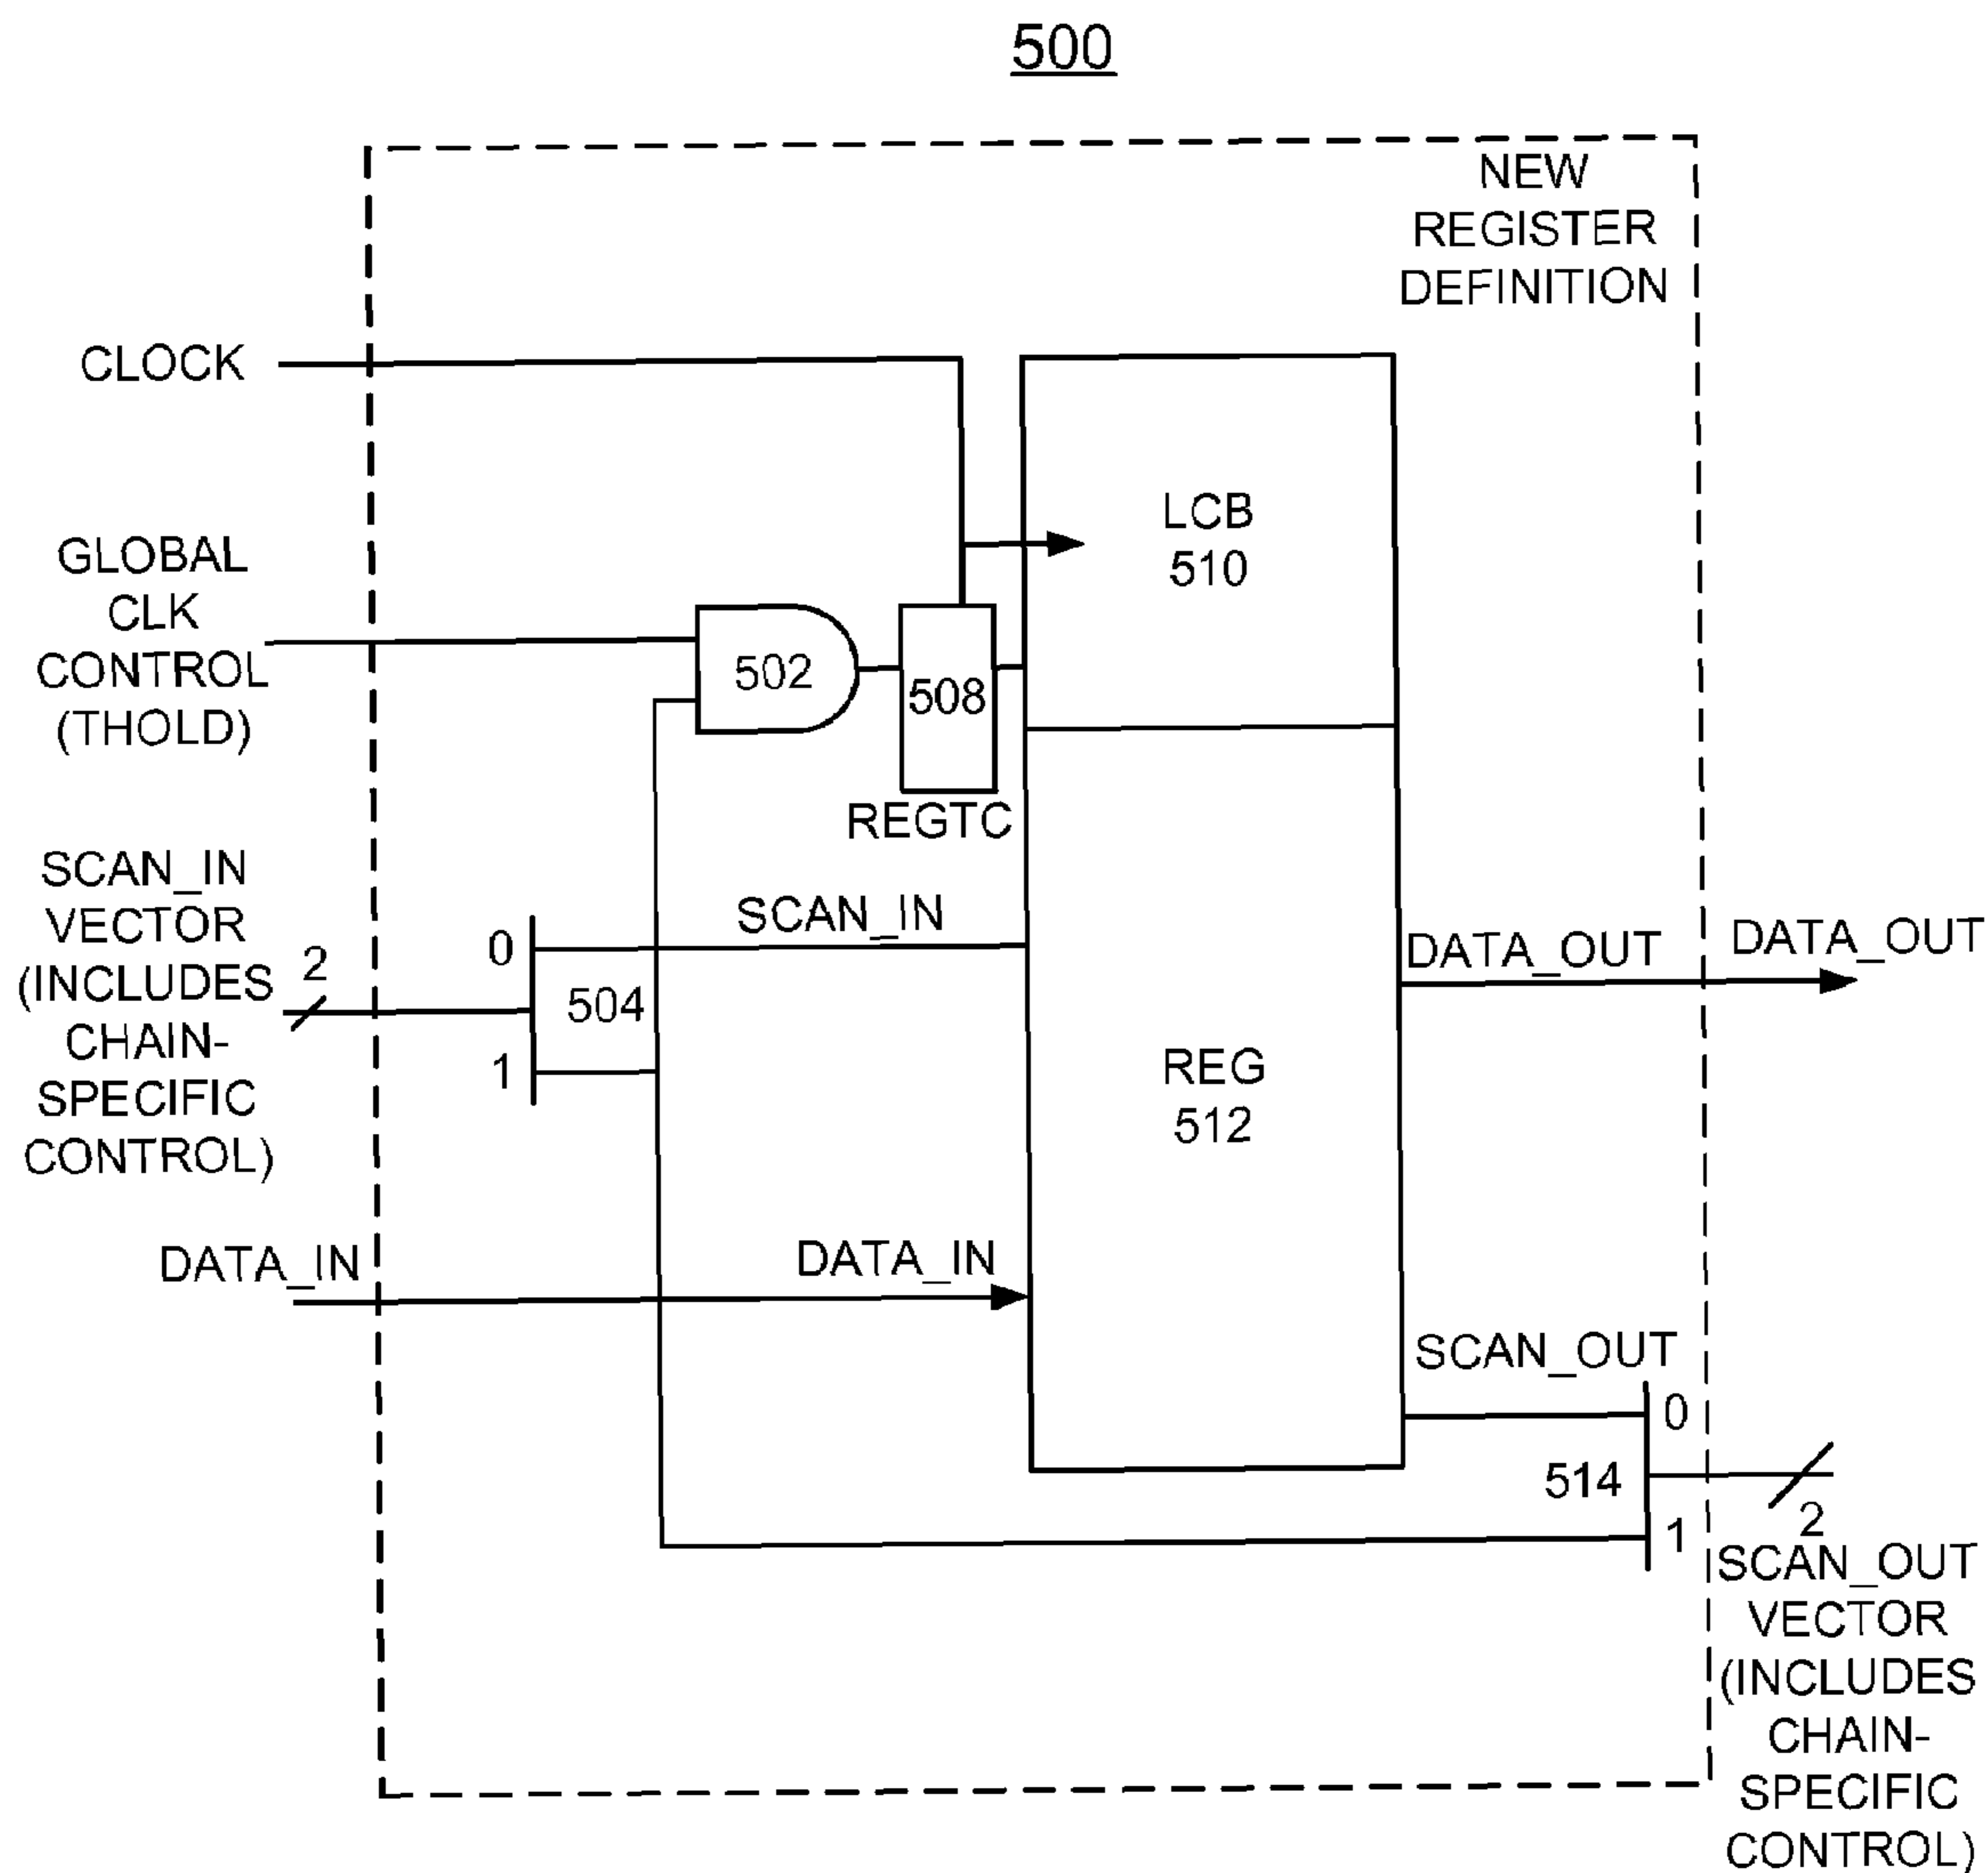 500
NEW
REGISTER
DEFINITION
CLOCK
LCB
510
GLOBAL
CLK
CONTROL
(THOLD)
502
508
REGTC
SCAN_IN
VECTOR
(INCLUDES
CHAIN-
SPECIFIC
CONTROL)
2
0
504
1
SCAN_IN
DATA_OUT
DATA_OUT
REG
512
DATA_IN
DATA_IN
SCAN_OUT
0
514
1
2
SCAN_OUT
VECTOR
(INCLUDES
CHAIN-
SPECIFIC
CONTROL)